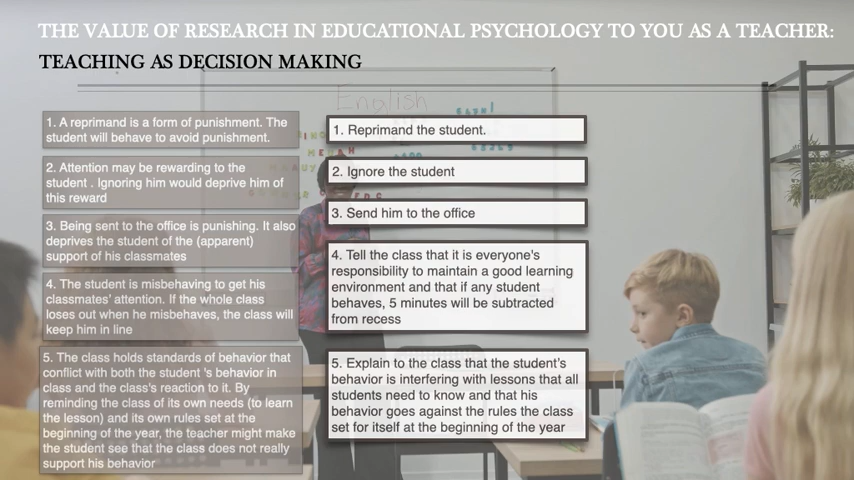 THE VALUE OF RESEARCH IN EDUCATIONAL PSYCHOLOGY TO YOU AS A TEACHER:
TEACHING AS DECISION MAKING
English
1. A reprimand is a form of punishment. The
student will behave to avoid punishment.
2. Attention may be rewarding to the
student . Ignoring him would deprive him of
this reward
3. Being sent to the office is punishing. It also
deprives the student of the (apparent)
support of his classmates
4. The student is misbehaving to get his
classmates' attention. If the whole class
loses out when he misbehaves, the class will
keep him in line
5. The class holds standards of behavior that
conflict with both the student 's behavior in
class and the class's reaction to it. By
reminding the class of its own needs (to learn
the lesson) and its own rules set at the
beginning of the year, the teacher might make
the student see that the class does not really
support his behavior
1. Reprimand the student.
2. Ignore the student
3. Send him to the office
4. Tell the class that it is everyone's
responsibility to maintain a good learning
environment and that if any student
behaves, 5 minutes will be subtracted
from recess
5. Explain to the class that the student's
behavior is interfering with lessons that all
students need to know and that his
behavior goes against the rules the class
set for itself at the beginning of the year